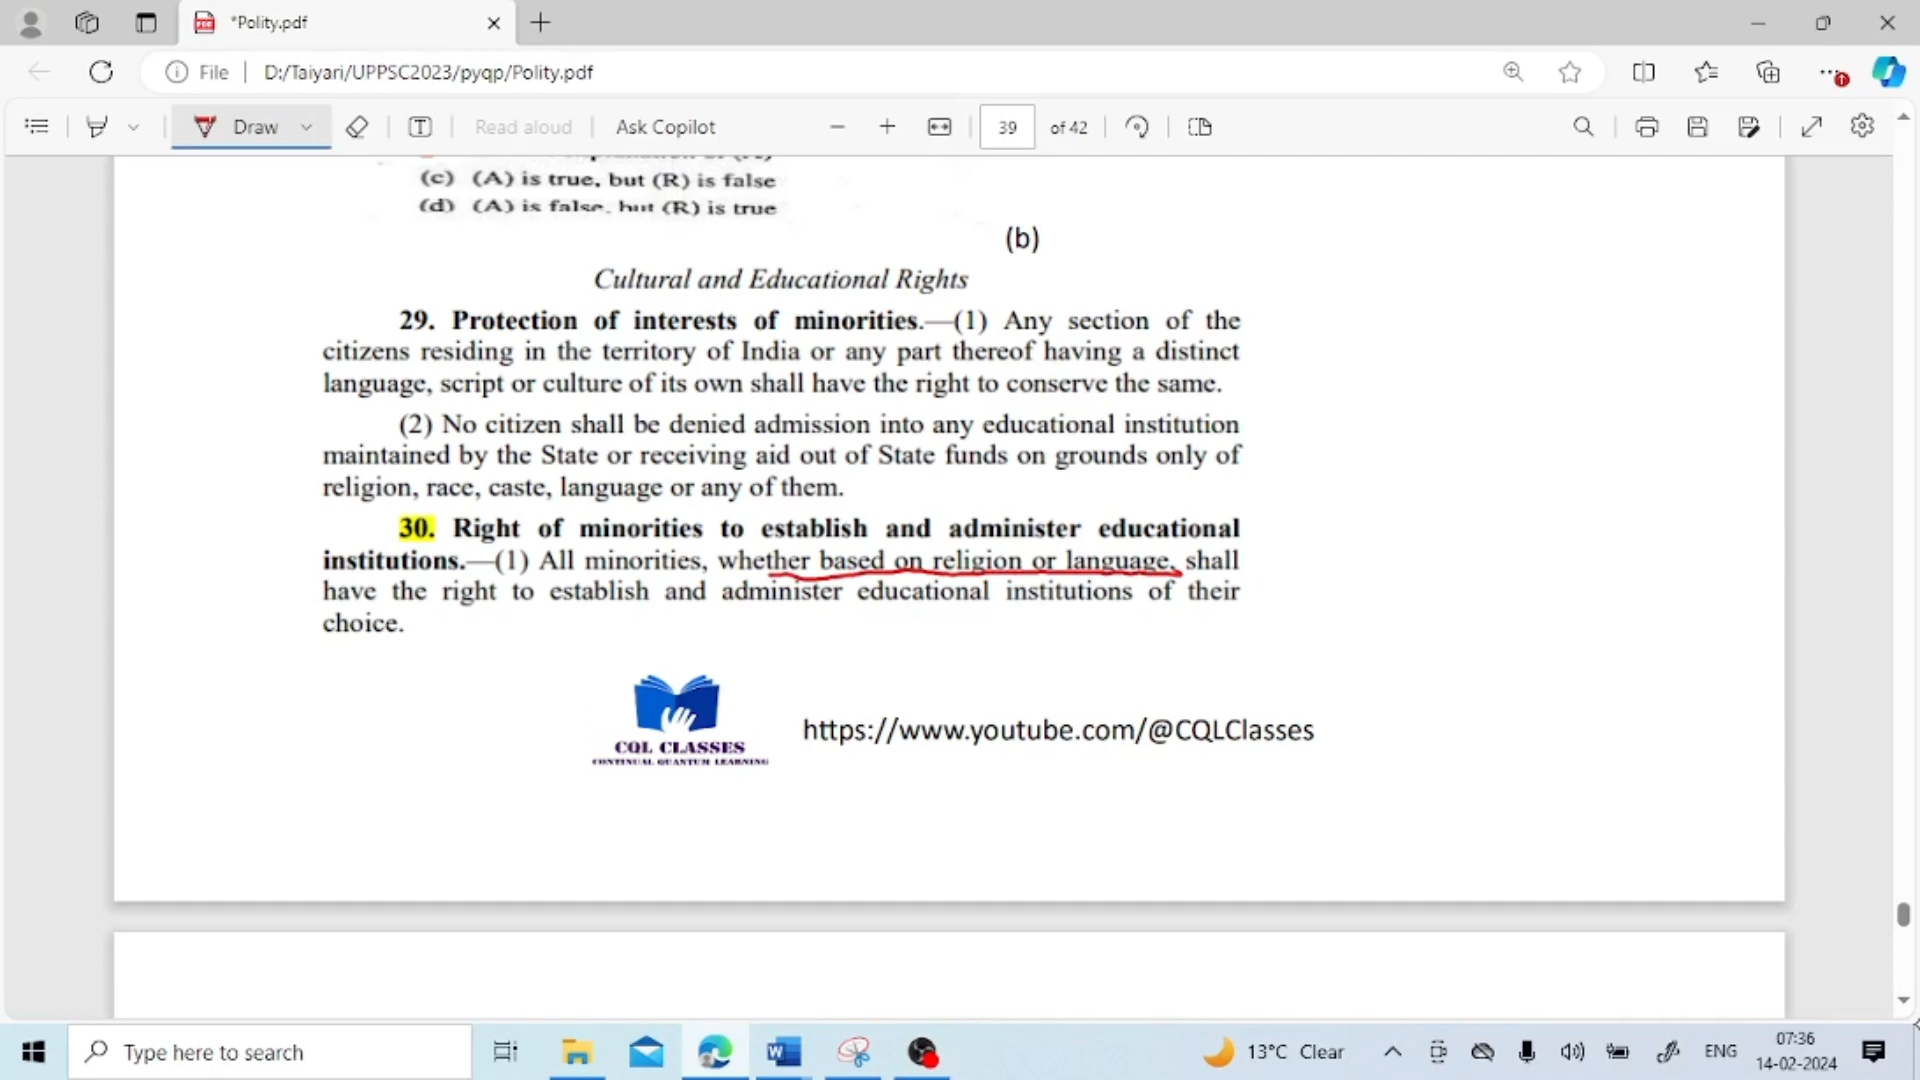 *Polity.pdf
File
D:/Taiyari/UPPSC2023/pyqp/Polity.pdf
Draw
Read aloud
Ask Copilot
39 of 42
(c) (A) is true, but (R) is false
(d) (A) is false, but (R) is true
(b)
Cultural and Educational Rights
29. Protection of interests of minorities.—(1) Any section of the
citizens residing in the territory of India or any part thereof having a distinct
language, script or culture of its own shall have the right to conserve the same.
(2) No citizen shall be denied admission into any educational institution
maintained by the State or receiving aid out of State funds on grounds only of
religion, race, caste, language or any of them.
30. Right of minorities to establish and administer educational
institutions.—(1) All minorities, whether based on religion or language, shall
have the right to establish and administer educational institutions of their
choice.
CQL CLASSES
CONTINUAL QUANTUM LEARNING
https://www.youtube.com/@CQLClasses
Type here to search
13°C Clear
ENG
07:36
14-02-2024